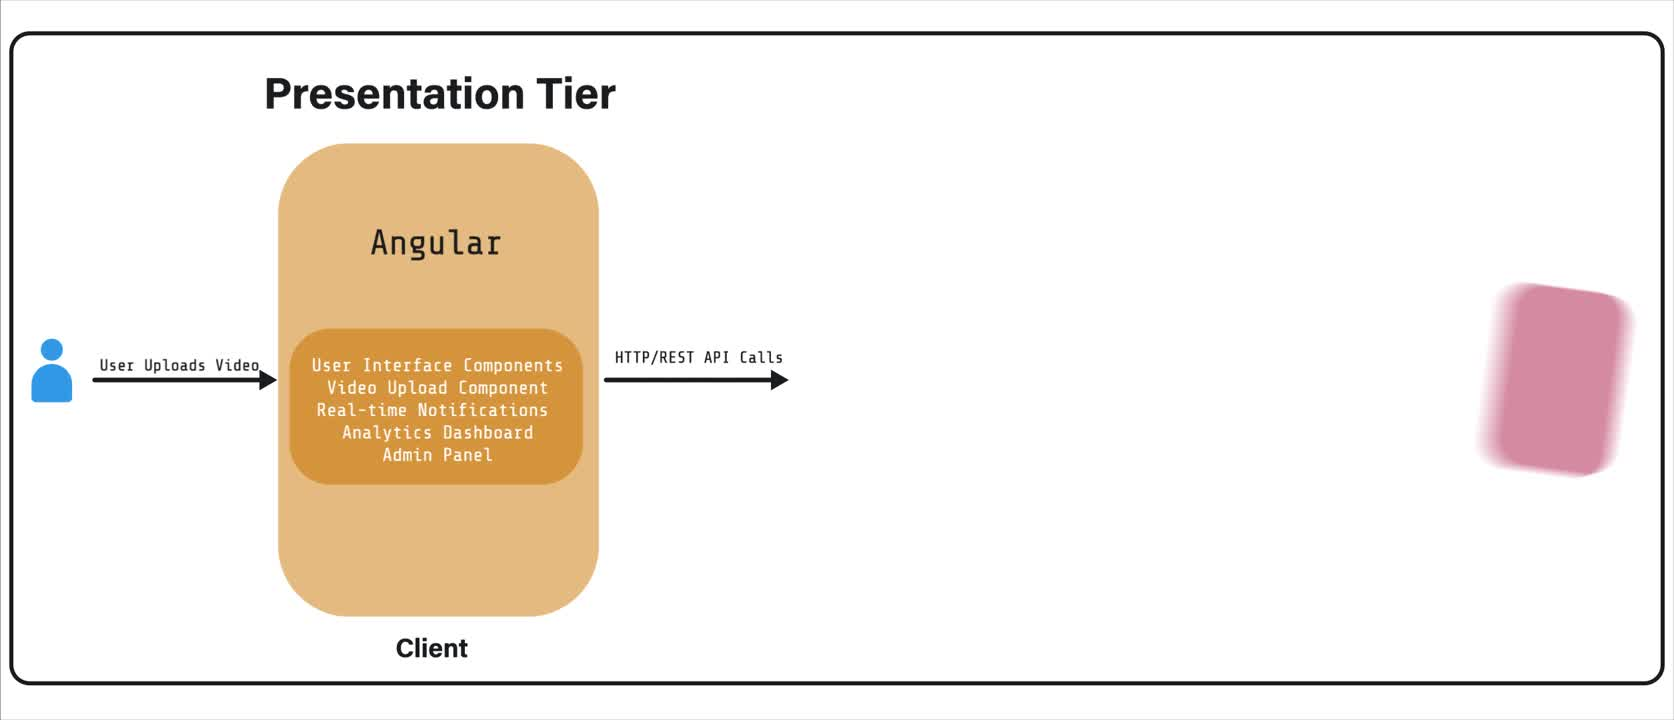 Presentation Tier
Angular
User Uploads Video
User Interface Components
Video Upload Component
Real-time Notifications
Analytics Dashboard
Admin Panel
HTTP/REST API Calls
Client